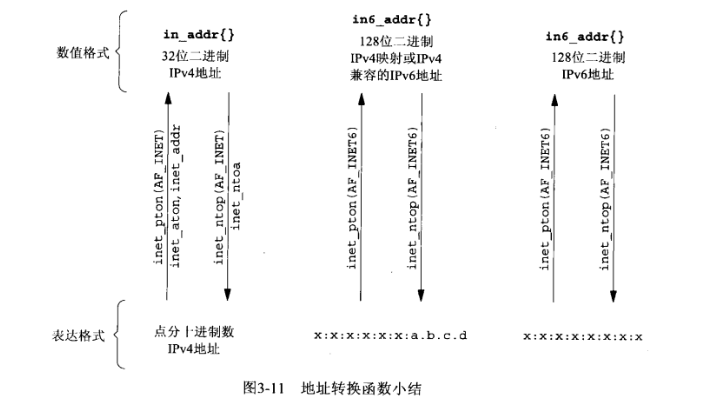 数值格式
in_addr{}
32位二进制
IPv4地址
in6_addr{}
128位二进制
IPv4映射或IPv4
兼容的IPv6地址
in6_addr{}
128位二进制
IPv6地址
inet_pton(AF_INET)
inet_aton,inet_addr
inet_ntop(AF_INET)
inet_ntoa
inet_pton(AF_INET6)
inet_ntop(AF_INET6)
inet_pton(AF_INET6)
inet_ntop(AF_INET6)
表达格式
点分十进制数
IPv4地址
x:x:x:x:x:x:a.b.c.d
x:x:x:x:x:x:x:x
图3-11 地址转换函数小结